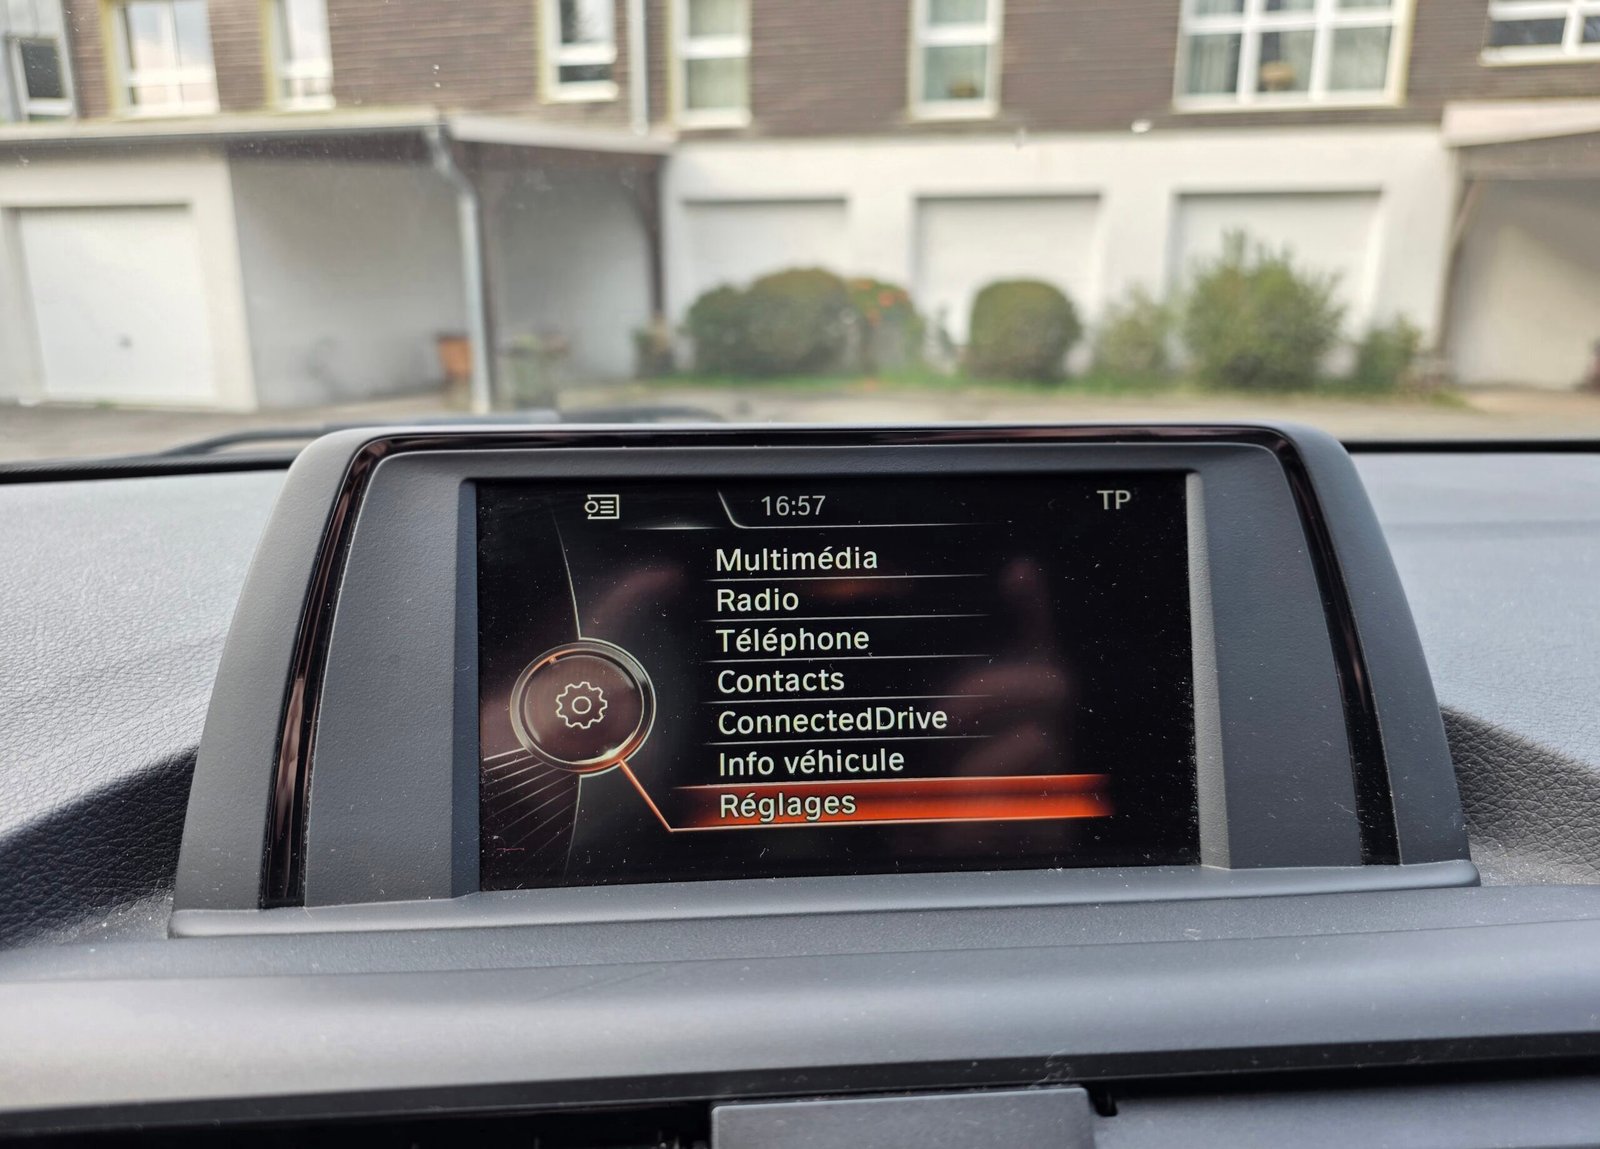 16:57
TP
Multimédia
Radio
Téléphone
Contacts
ConnectedDrive
Info véhicule
Réglages